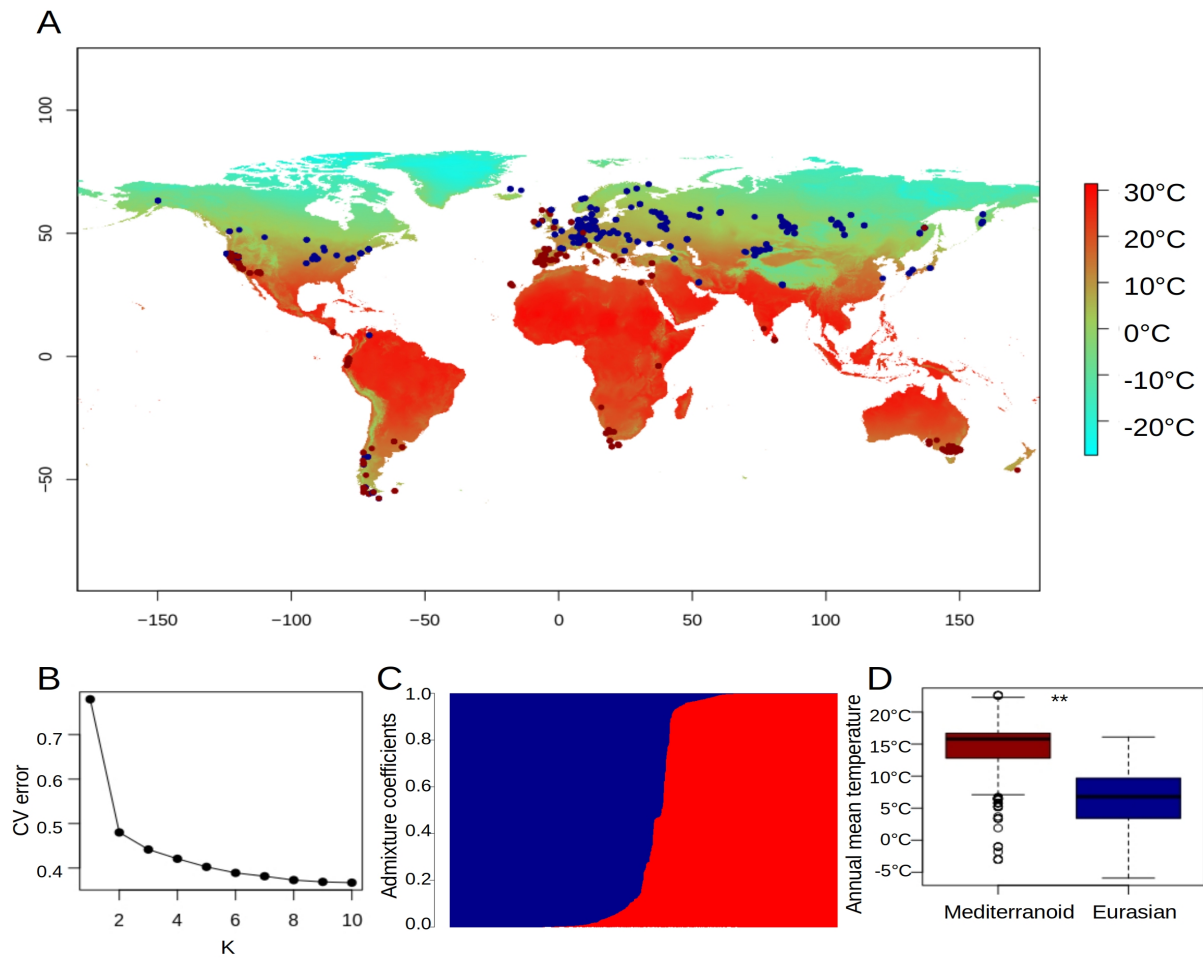 A
100
50
0
−50
−150
−100
−50
0
50
100
150
30°C
20°C
10°C
0°C
-10°C
-20°C
B
CV error
0.7
0.6
0.5
0.4
2
4
6
8
10
K
C
Admixture coefficients
1.0
0.8
0.6
0.4
0.2
0.0
D
Annual mean temperature
20°C
15°C
10°C
5°C
0°C
-5°C
**
Mediterranoid
Eurasian